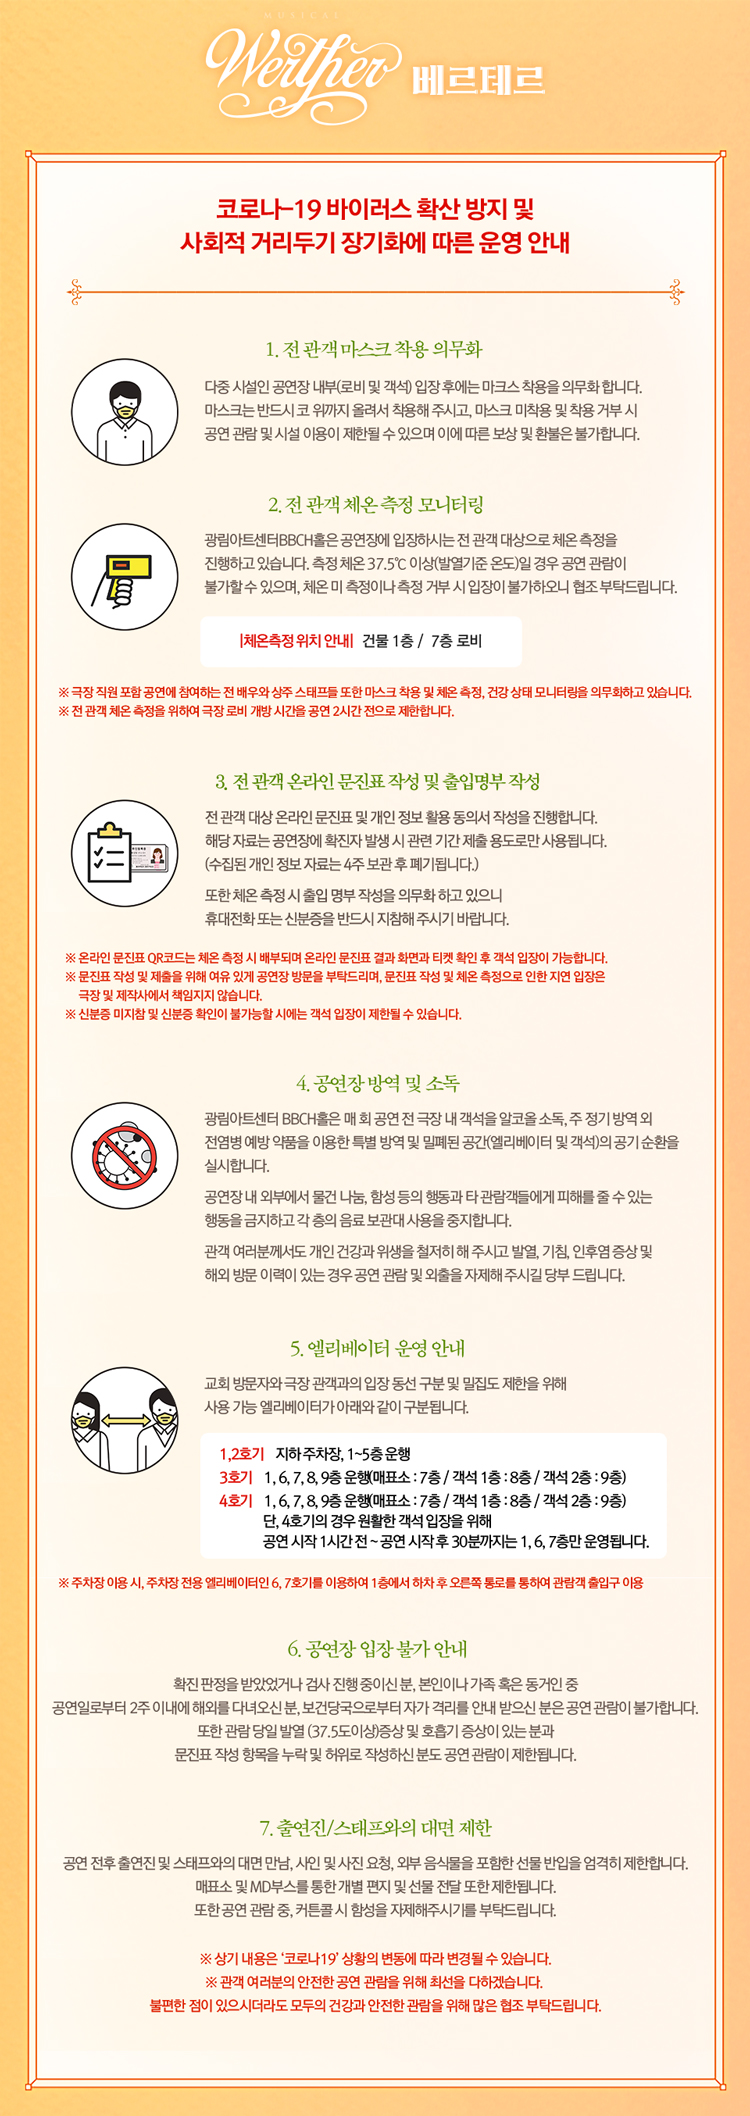 MUSICAL
Werther 베르테르
코로나-19 바이러스 확산 방지 및
사회적 거리두기 장기화에 따른 운영 안내
1. 전 관객 마스크 착용 의무화
다중 시설인 공연장 내부(로비 및 객석) 입장 후에는 마크스 착용을 의무화 합니다.
마스크는 반드시 코 위까지 올려서 착용해 주시고, 마스크 미착용 및 착용 거부 시
공연 관람 및 시설 이용이 제한될 수 있으며 이에 따른 보상 및 환불은 불가합니다.
2. 전 관객 체온 측정 모니터링
광림아트센터BBCH홀은 공연장에 입장하시는 전 관객 대상으로 체온 측정을
진행하고 있습니다. 측정 체온 37.5℃ 이상(발열기준 온도)일 경우 공연 관람이
불가할 수 있으며, 체온 미 측정이나 측정 거부 시 입장이 불가하오니 협조 부탁드립니다.
|체온측정 위치 안내| 건물 1층 / 7층 로비
※ 극장 직원 포함 공연에 참여하는 전 배우와 상주 스태프들 또한 마스크 착용 및 체온 측정, 건강 상태 모니터링을 의무화하고 있습니다.
※ 전 관객 체온 측정을 위하여 극장 로비 개방 시간을 공연 2시간 전으로 제한합니다.
3. 전 관객 온라인 문진표 작성 및 출입명부 작성
전 관객 대상 온라인 문진표 및 개인 정보 활용 동의서 작성을 진행합니다.
해당 자료는 공연장에 확진자 발생 시 관련 기간 제출 용도로만 사용됩니다.
(수집된 개인 정보 자료는 4주 보관 후 폐기됩니다.)
또한 체온 측정 시 출입 명부 작성을 의무화 하고 있으니
휴대전화 또는 신분증을 반드시 지참해 주시기 바랍니다.
※ 온라인 문진표 QR코드는 체온 측정 시 배부되며 온라인 문진표 결과 화면과 티켓 확인 후 객석 입장이 가능합니다.
※ 문진표 작성 및 제출을 위해 여유 있게 공연장 방문을 부탁드리며, 문진표 작성 및 체온 측정으로 인한 지연 입장은
극장 및 제작사에서 책임지지 않습니다.
※ 신분증 미지참 및 신분증 확인이 불가능할 시에는 객석 입장이 제한될 수 있습니다.
4. 공연장 방역 및 소독
광림아트센터 BBCH홀은 매 회 공연 전 극장 내 객석을 알코올 소독, 주 정기 방역 외
전염병 예방 약품을 이용한 특별 방역 및 밀폐된 공간(엘리베이터 및 객석)의 공기 순환을
실시합니다.
공연장 내 외부에서 물건 나눔, 함성 등의 행동과 타 관람객들에게 피해를 줄 수 있는
행동을 금지하고 각 층의 음료 보관대 사용을 중지합니다.
관객 여러분께서도 개인 건강과 위생을 철저히 해 주시고 발열, 기침, 인후염 증상 및
해외 방문 이력이 있는 경우 공연 관람 및 외출을 자제해 주시길 당부 드립니다.
5. 엘리베이터 운영 안내
교회 방문자와 극장 관객과의 입장 동선 구분 및 밀집도 제한을 위해
사용 가능 엘리베이터가 아래와 같이 구분됩니다.
1,2호기 지하 주차장, 1~5층 운행
3호기 1, 6, 7, 8, 9층 운행(매표소 : 7층 / 객석 1층 : 8층 / 객석 2층 : 9층)
4호기 1, 6, 7, 8, 9층 운행(매표소 : 7층 / 객석 1층 : 8층 / 객석 2층 : 9층)
단, 4호기의 경우 원활한 객석 입장을 위해
공연 시작 1시간 전 ~ 공연 시작 후 30분까지는 1, 6, 7층만 운영됩니다.
※ 주차장 이용 시, 주차장 전용 엘리베이터인 6, 7호기를 이용하여 1층에서 하차 후 오른쪽 통로를 통하여 관람객 출입구 이용
6. 공연장 입장 불가 안내
확진 판정을 받았었거나 검사 진행 중이신 분, 본인이나 가족 혹은 동거인 중
공연일로부터 2주 이내에 해외를 다녀오신 분, 보건당국으로부터 자가 격리를 안내 받으신 분은 공연 관람이 불가합니다.
또한 관람 당일 발열 (37.5도이상)증상 및 호흡기 증상이 있는 분과
문진표 작성 항목을 누락 및 허위로 작성하신 분도 공연 관람이 제한됩니다.
7. 출연진/스태프와의 대면 제한
공연 전후 출연진 및 스태프와의 대면 만남, 사인 및 사진 요청, 외부 음식물을 포함한 선물 반입을 엄격히 제한합니다.
매표소 및 MD부스를 통한 개별 편지 및 선물 전달 또한 제한됩니다.
또한 공연 관람 중, 커튼콜 시 함성을 자제해주시기를 부탁드립니다.
※ 상기 내용은 ‘코로나19’ 상황의 변동에 따라 변경될 수 있습니다.
※ 관객 여러분의 안전한 공연 관람을 위해 최선을 다하겠습니다.
불편한 점이 있으시더라도 모두의 건강과 안전한 관람을 위해 많은 협조 부탁드립니다.